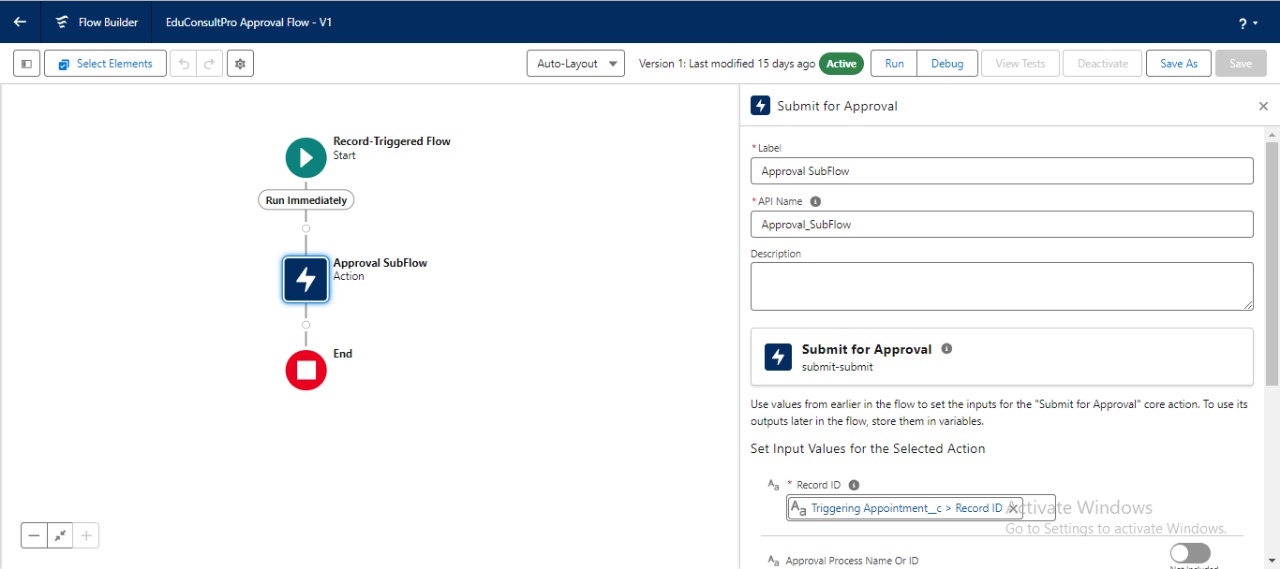 Flow Builder
EduConsultPro Approval Flow - V1
?
Select Elements
Auto-Layout
Version 1: Last modified 15 days ago
Active
Run
Debug
View Tests
Deactivate
Save As
Save
Record-Triggered Flow
Start
Run Immediately
Approval SubFlow
Action
End
Submit for Approval
* Label
Approval SubFlow
* API Name
Approval_SubFlow
Description
Submit for Approval
submit-submit
Use values from earlier in the flow to set the inputs for the "Submit for Approval" core action. To use its
outputs later in the flow, store them in variables.
Set Input Values for the Selected Action
Aa * Record ID
Aa Triggering Appointment__c > Record ID
Activate Windows
Go to Settings to activate Windows.
Aa Approval Process Name Or ID
Not Included